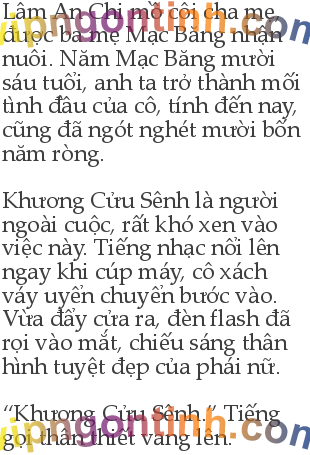 Lâm An Chi mồ côi cha mẹ,
được ba mẹ Mạc Băng nhận
nuôi. Năm Mạc Băng mười
sáu tuổi, anh ta trở thành mối
tình đầu của cô, tính đến nay,
cũng đã ngót nghét mười bốn
năm ròng.
Khương Cửu Sênh là người
ngoài cuộc, rất khó xen vào
việc này. Tiếng nhạc nổi lên
ngay khi cúp máy, cô xách
váy uyển chuyển bước vào.
Vừa đẩy cửa ra, đèn flash đã
rọi vào mắt, chiếu sáng thân
hình tuyệt đẹp của phái nữ.
“Khương Cửu Sênh.” Tiếng
gọi thân thiết vang lên.
vipngontinh.com
vipngontinh.com